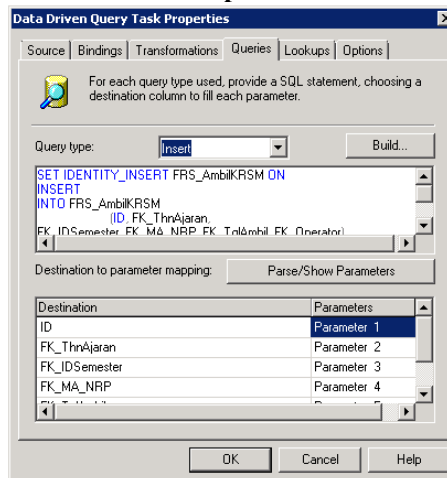 Data Driven Query Task Properties
Source Bindings Transformations Queries Lookups Options
For each query type used, provide a SQL statement, choosing a
destination column to fill each parameter.
Query type: Insert Build...
SET IDENTITY_INSERT FRS_AmbilKRSM ON
INSERT
INTO FRS_AmbilKRSM
(ID, FK_ThnAjaran,
FK_IDSemester, FK_MA_NRP, FK_TglAmbil, FK_Operator)
Destination to parameter mapping: Parse/Show Parameters
Destination Parameters
ID Parameter 1
FK_ThnAjaran Parameter 2
FK_IDSemester Parameter 3
FK_MA_NRP Parameter 4
OK Cancel Help